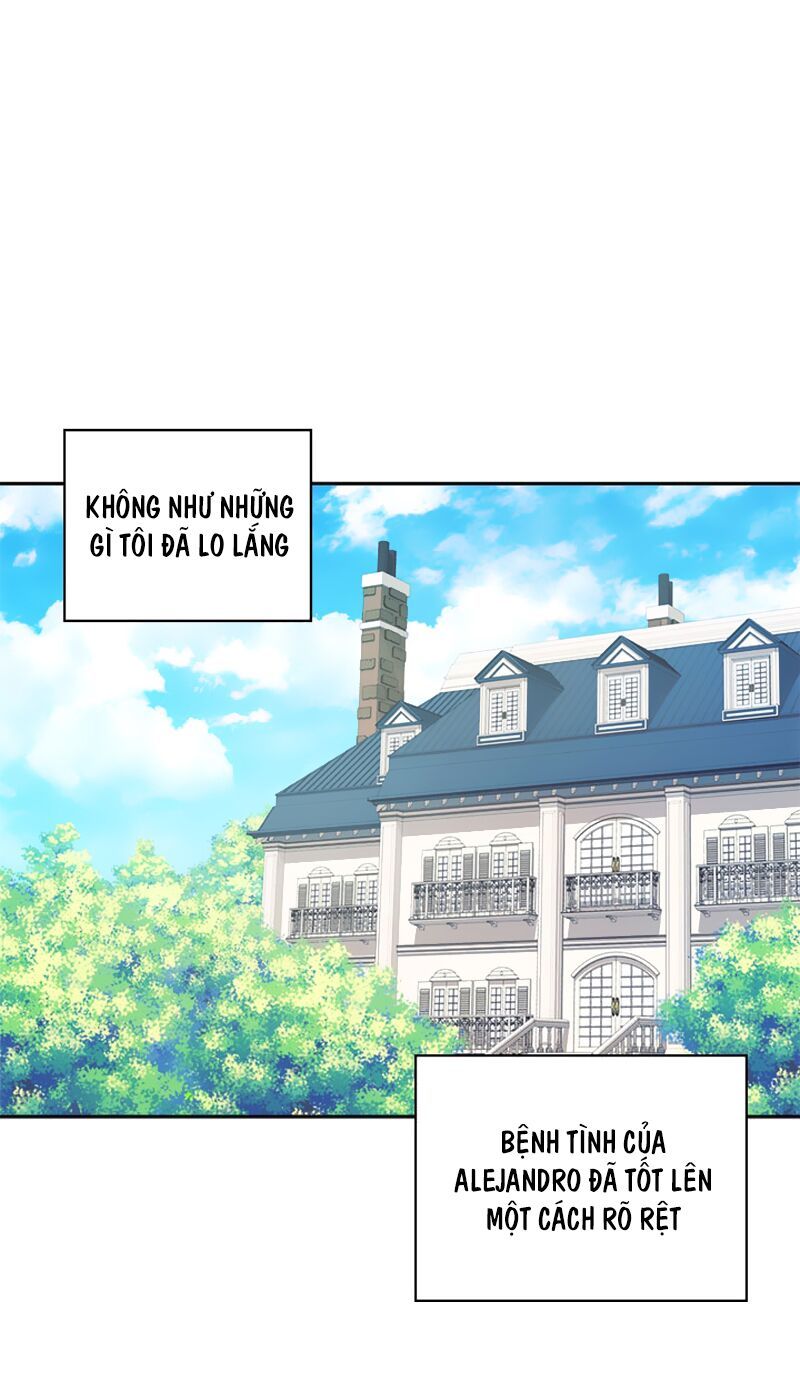 KHÔNG NHƯ NHỮNG
GÌ TÔI ĐÃ LO LẮNG
BỆNH TÌNH CỦA
ALEJANDRO ĐÃ TỐT LÊN
MỘT CÁCH RÕ RỆT